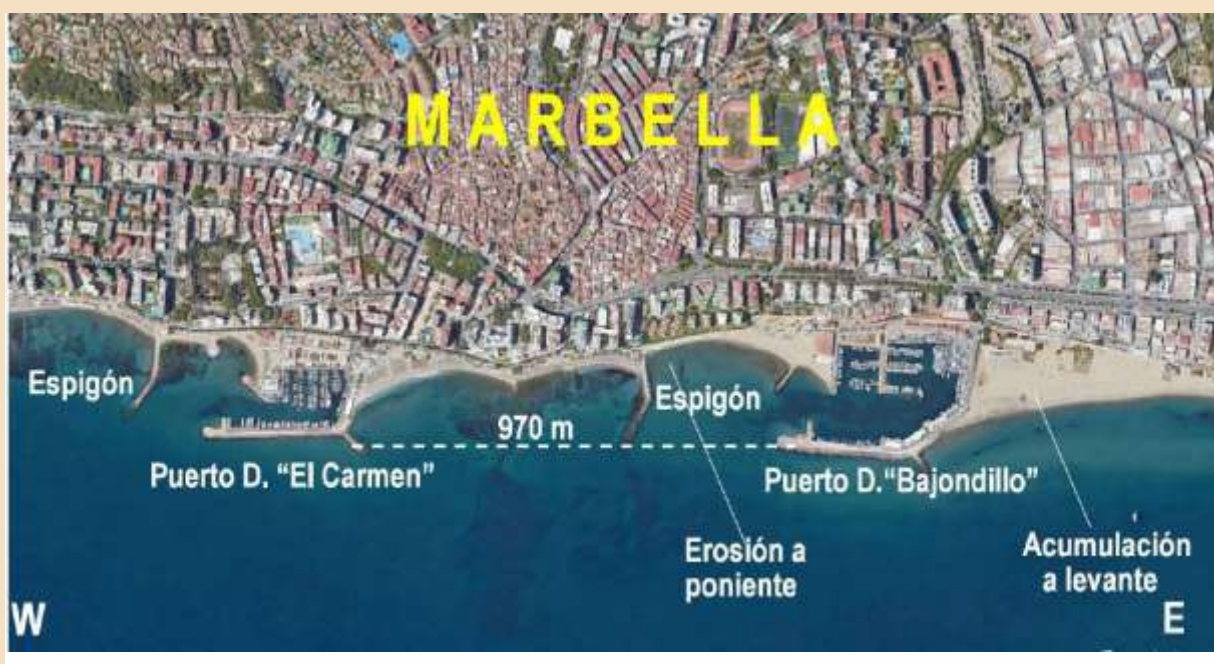 MARBELLA
Espigón
970 m
Espigón
Puerto D. "El Carmen"
Puerto D."Bajondillo"
Erosión a
poniente
Acumulación
a levante
W
E